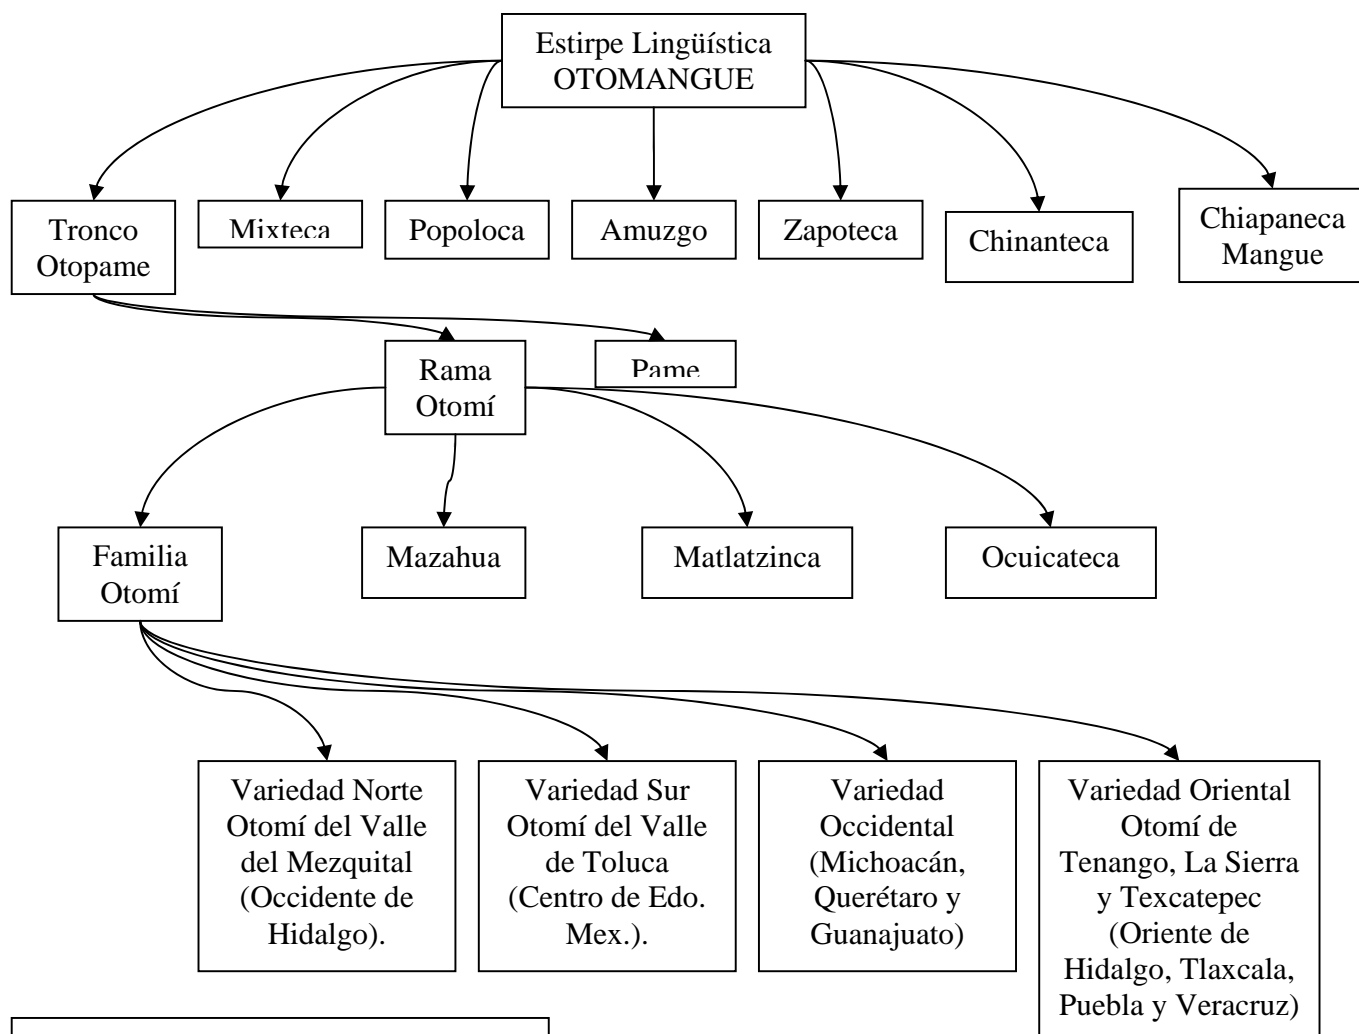 Estirpe Lingüística
OTOMANGUE
Tronco
Otopame
Mixteca
Popoloca
Amuzgo
Zapoteca
Chinanteca
Chiapaneca
Mangue
Rama
Otomí
Pame
Familia
Otomí
Mazahua
Matlatzinca
Ocuicateca
Variedad Norte
Otomí del Valle
del Mezquital
(Occidente de
Hidalgo).
Variedad Sur
Otomí del Valle
de Toluca
(Centro de Edo.
Mex.).
Variedad
Occidental
(Michoacán,
Querétaro y
Guanajuato)
Variedad Oriental
Otomí de
Tenango, La Sierra
y Texcatepec
(Oriente de
Hidalgo, Tlaxcala,
Puebla y Veracruz)